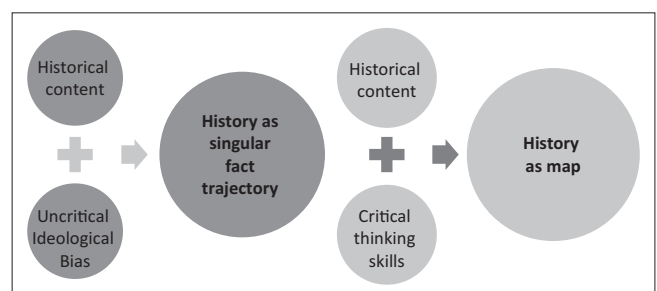 Historical
content
Uncritical
Ideological
Bias
History as
singular
fact
trajectory
Historical
content
Critical
thinking
skills
History
as map